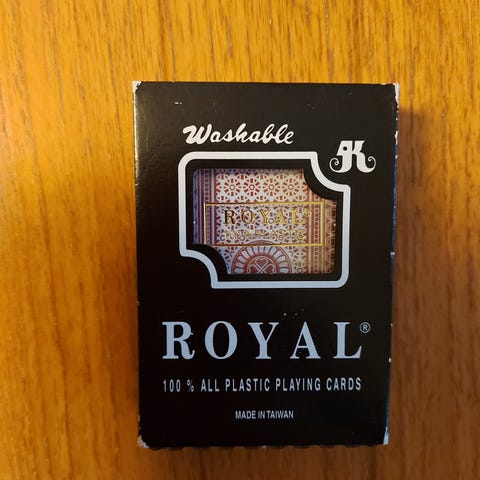 Washable
K
ROYAL
ROYAL®
100 % ALL PLASTIC PLAYING CARDS
MADE IN TAIWAN